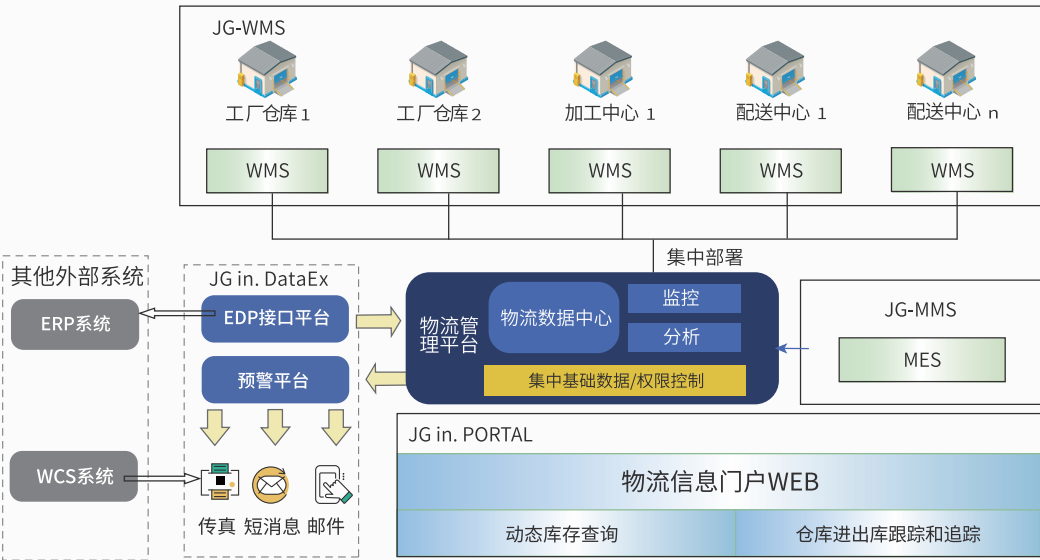 JG-WMS
工厂仓库1
工厂仓库2
加工中心 1
配送中心 1
配送中心 n
WMS
WMS
WMS
WMS
WMS
集中部署
其他外部系统
ERP系统
WCS系统
JG in. DataEx
EDP接口平台
预警平台
传真
短消息
邮件
物流管
理平台
物流数据中心
监控
分析
集中基础数据/权限控制
JG-MMS
MES
JG in. PORTAL
物流信息门户WEB
动态库存查询
仓库进出库跟踪和追踪